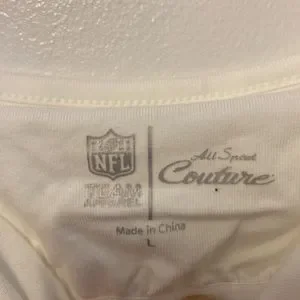 NFL
TEAM
APPAREL
All Sport
Couture
Made in China
L